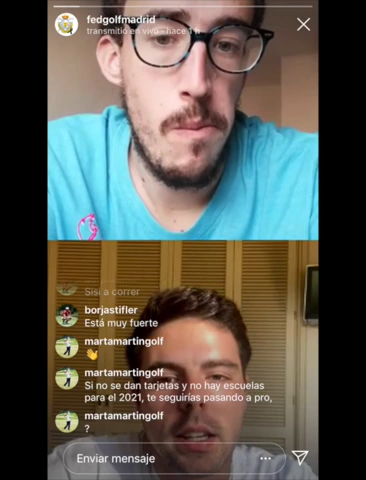 fedgolfmadrid
transmitió en vivo · hace 1 h
Sisi a correr
borjastifler
Está muy fuerte
martamartingolf
👋
martamartingolf
Si no se dan tarjetas y no hay escuelas
para el 2021, te seguirías pasando a pro,
martamartingolf
?
Enviar mensaje